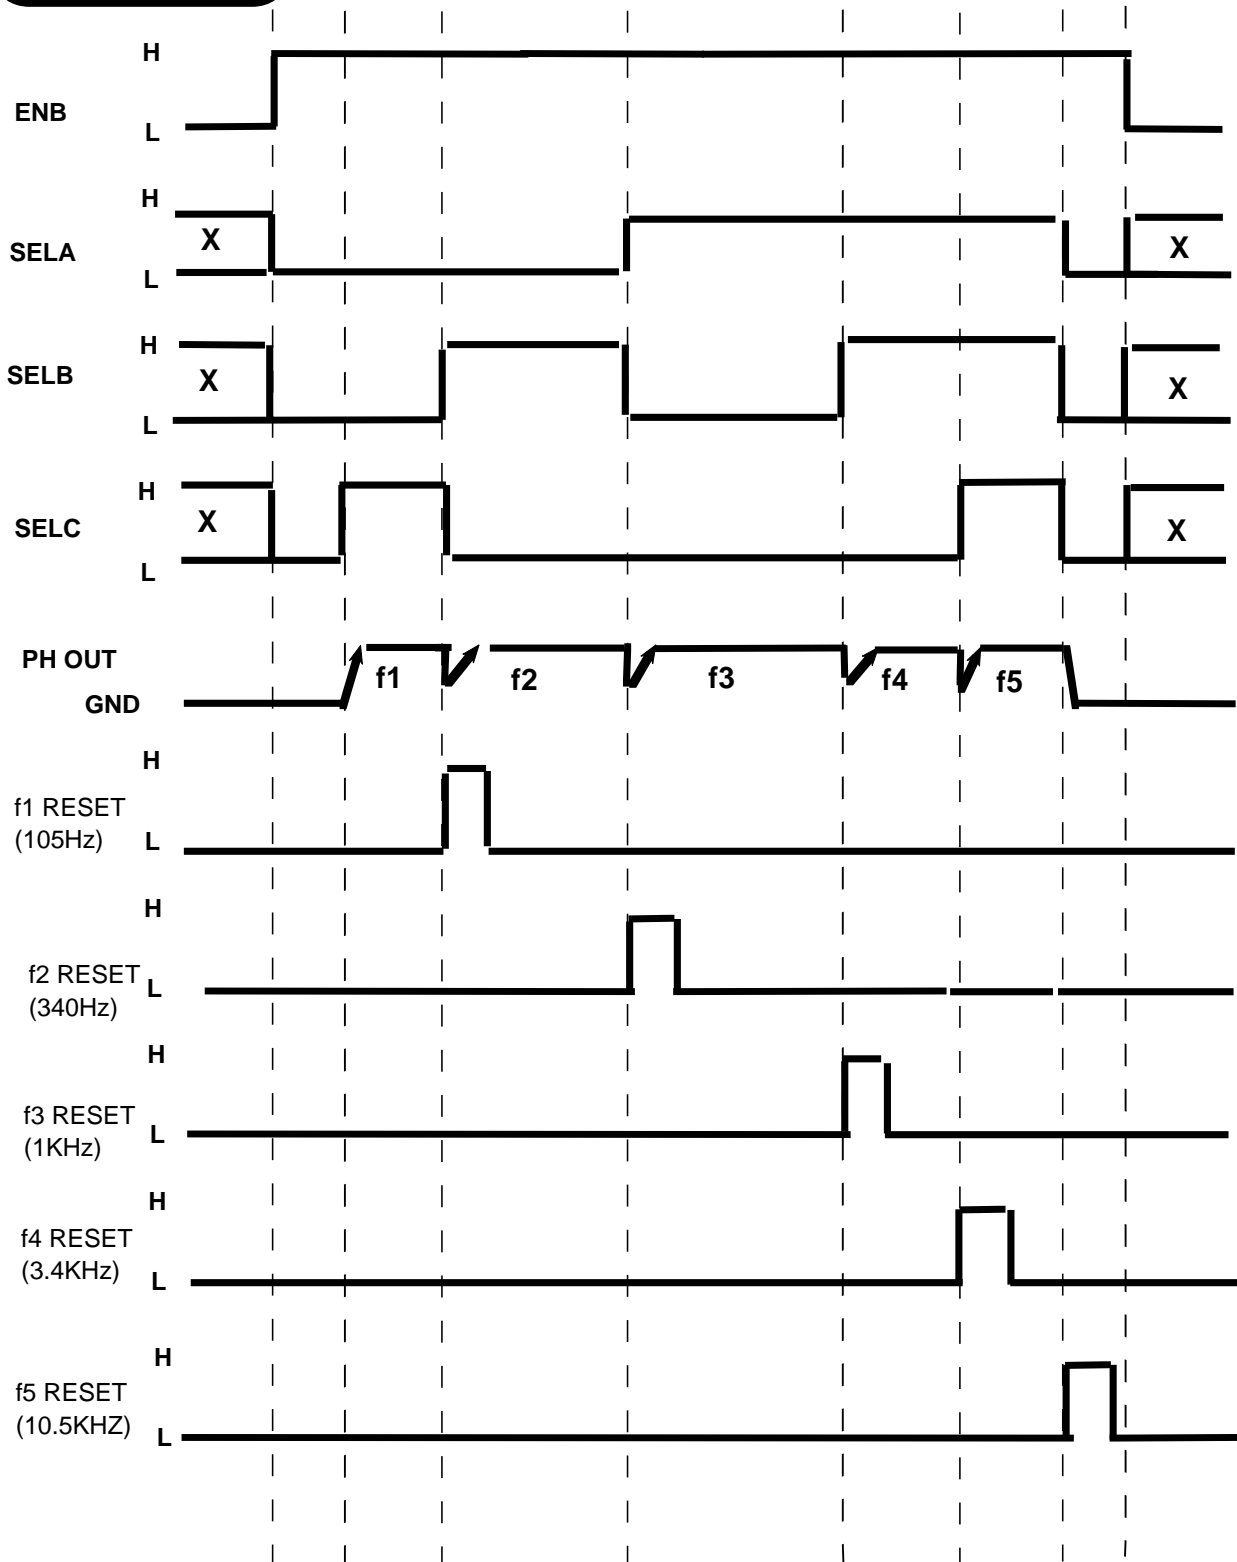 H
ENB
L
H
X
X
SELA
L
H
SELB
X
X
L
H
X
X
SELC
L
PH OUT
f1
f2
f3
f4
f5
GND
H
f1 RESET
(105Hz)
L
H
f2 RESET
L
(340Hz)
H
f3 RESET
L
(1KHz)
H
f4 RESET
(3.4KHz)
L
H
f5 RESET
(10.5KHZ)
L